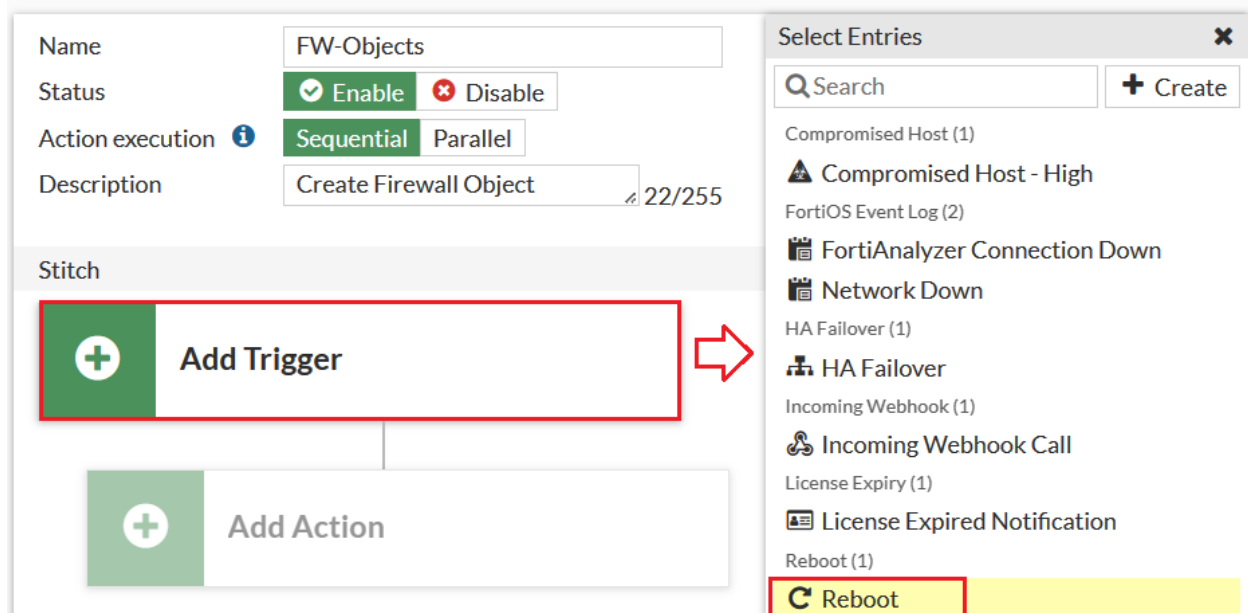 Name
FW-Objects
Status
Enable
Disable
Action execution
Sequential
Parallel
Description
Create Firewall Object
22/255
Stitch
Add Trigger
Add Action
Select Entries
Search
Create
Compromised Host (1)
Compromised Host - High
FortiOS Event Log (2)
FortiAnalyzer Connection Down
Network Down
HA Failover (1)
HA Failover
Incoming Webhook (1)
Incoming Webhook Call
License Expiry (1)
License Expired Notification
Reboot (1)
Reboot